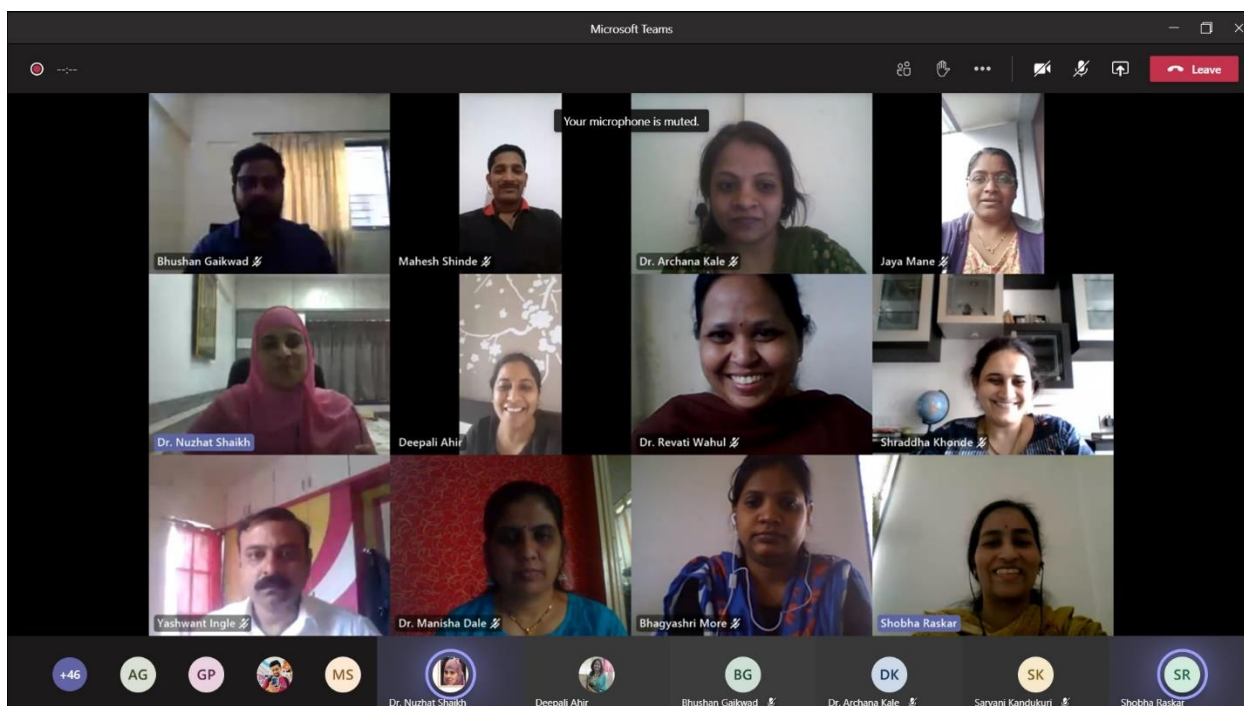 Microsoft Teams
--:--
Leave
Your microphone is muted.
Bhushan Gaikwad
Mahesh Shinde
Dr. Archana Kale
Jaya Mane
Dr. Nuzhat Shaikh
Deepali Ahir
Dr. Revati Wahul
Shraddha Khonde
Yashwant Ingle
Dr. Manisha Dale
Bhagyashri More
Shobha Raskar
+46
AG
GP
MS
BG
DK
SK
SR
Dr. Nuzhat Shaikh
Deepali Ahir
Bhushan Gaikwad
Dr. Archana Kale
Sarvani Kandukuri
Shobha Raskar